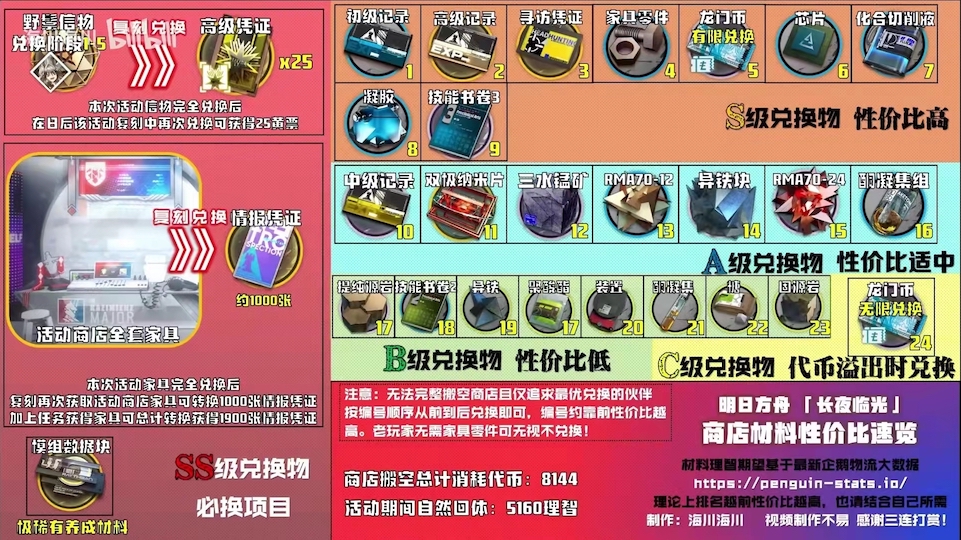 野鬃信物
兑换阶段1-5
复刻兑换
高级凭证
x25
本次活动信物完全兑换后
在日后该活动复刻中再次兑换可获得25黄票
复刻兑换
情报凭证
约1000张
活动商店全套家具
本次活动家具完全兑换后
复刻再次获取活动商店家具可转换1000张情报凭证
加上任务获得家具可总计转换获得1900张情报凭证
模组数据块
极稀有养成材料
SS级兑换物
必换项目
初级记录
1
高级记录
2
寻访凭证
3
家具零件
4
龙门币
有限兑换
5
芯片
6
化合切削液
7
凝胶
8
技能书卷3
9
S级兑换物 性价比高
中级记录
10
双极纳米片
11
三水锰矿
12
RMA70-12
13
异铁块
14
RMA70-24
15
酮凝集组
16
A级兑换物 性价比适中
提纯源岩
17
技能书卷2
18
异铁
19
聚酸酯
17
装置
20
酮凝集
21
糖
22
固源岩
23
龙门币
无限兑换
24
B级兑换物 性价比低
C级兑换物 代币溢出时兑换
注意：无法完整搬空商店且仅追求最优兑换的伙伴
按编号顺序从前到后兑换即可，编号约靠前性价比越
高。老玩家无需家具零件可无视不兑换！
商店搬空总计消耗代币：8144
活动期间自然回体：5160理智
明日方舟「长夜临光」
商店材料性价比速览
材料理智期望基于最新企鹅物流大数据
https://penguin-stats.io/
理论上排名越前性价比越高，也请结合自己所需
制作：海川海川 视频制作不易 感谢三连打赏！